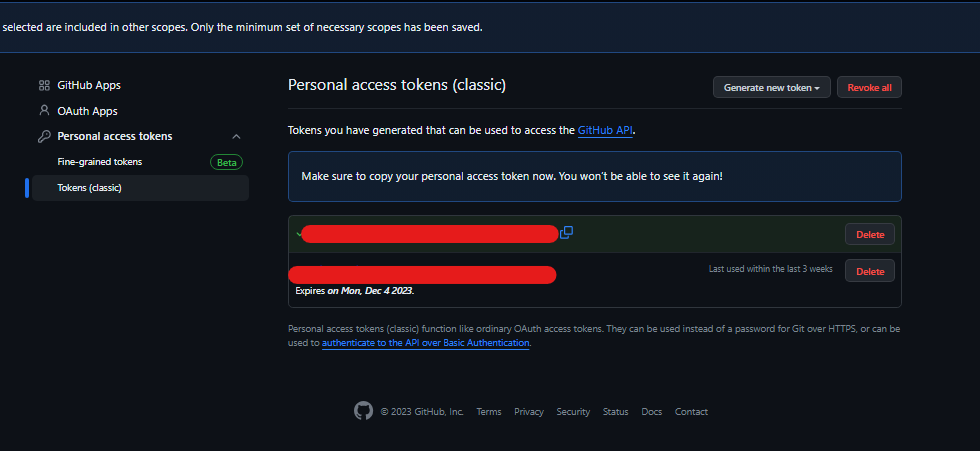 selected are included in other scopes. Only the minimum set of necessary scopes has been saved.
GitHub Apps
OAuth Apps
Personal access tokens
Fine-grained tokens Beta
Tokens (classic)
Personal access tokens (classic) Generate new token Revoke all
Tokens you have generated that can be used to access the GitHub API.
Make sure to copy your personal access token now. You won't be able to see it again!
Delete
Last used within the last 3 weeks Delete
Expires on Mon, Dec 4 2023.
Personal access tokens (classic) function like ordinary OAuth access tokens. They can be used instead of a password for Git over HTTPS, or can be
used to authenticate to the API over Basic Authentication.
© 2023 GitHub, Inc. Terms Privacy Security Status Docs Contact